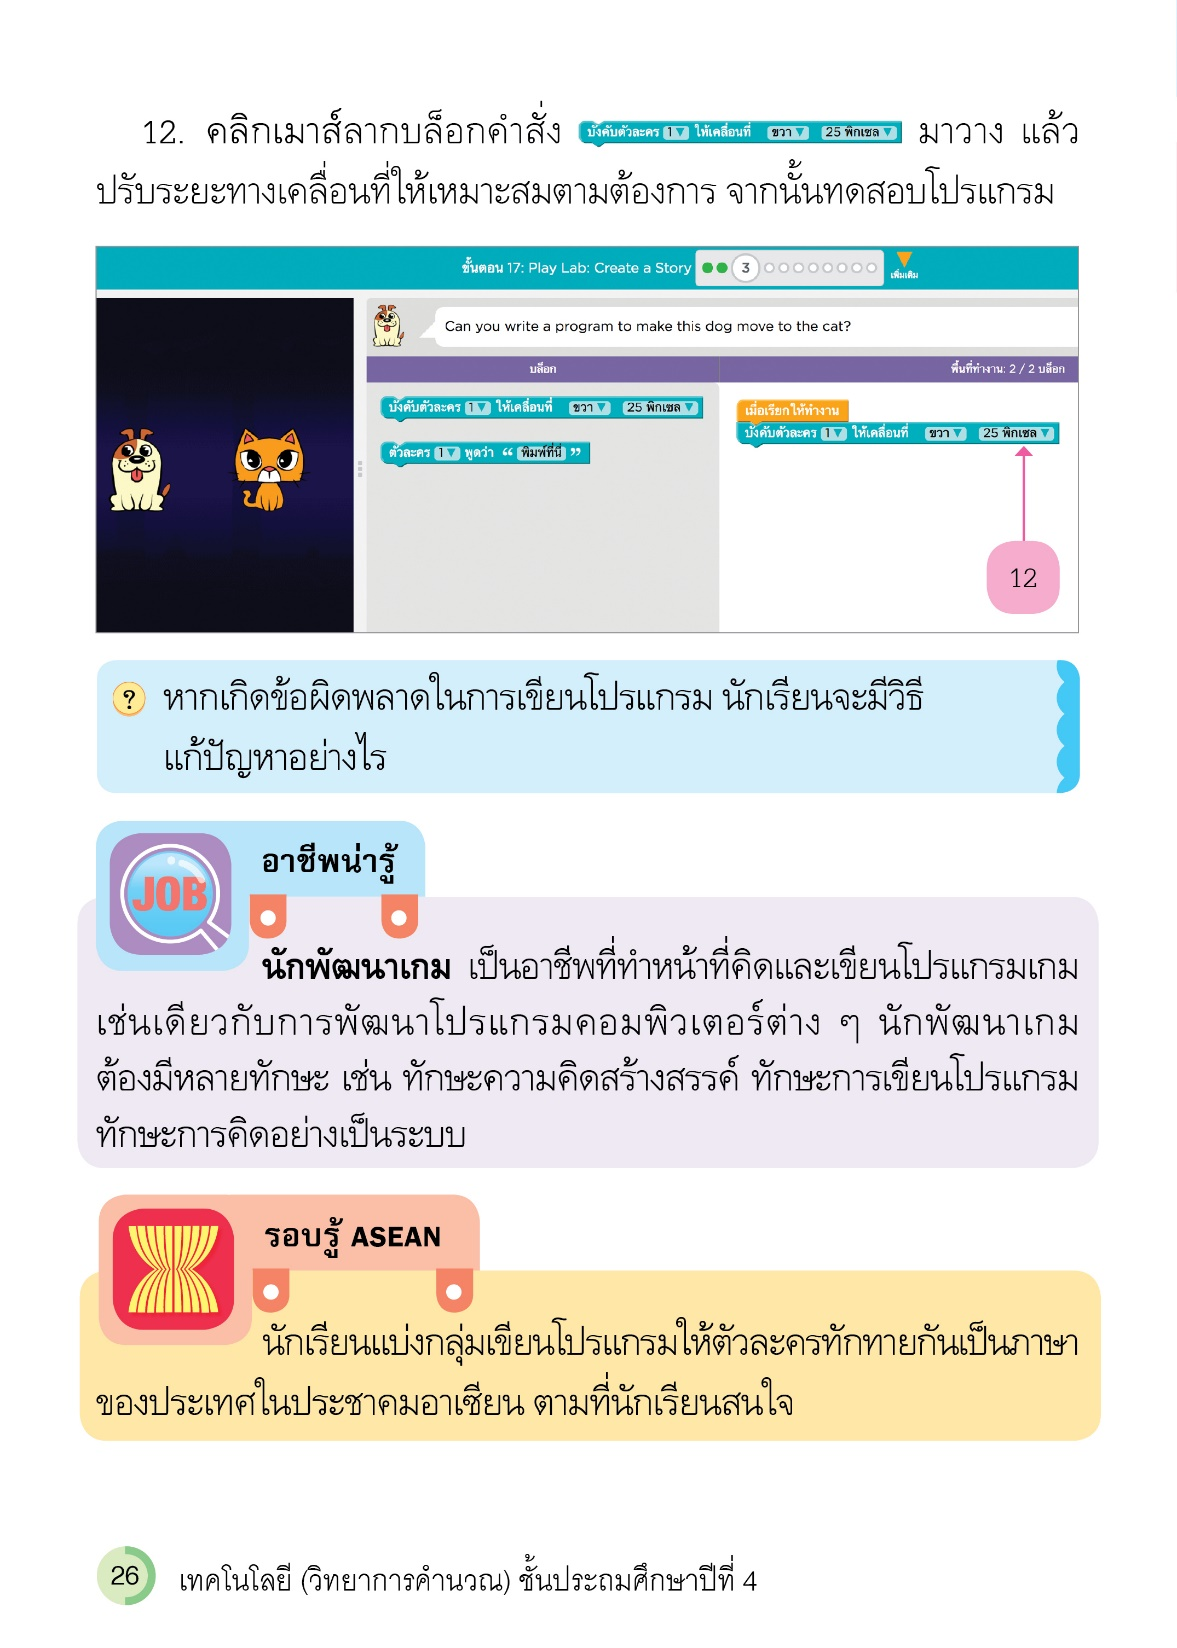 12. คลิกเมาส์ลากบล็อกคำสั่ง บังคับตัวละคร 1 ให้เคลื่อนที่ ขวา 25 พิกเซล มาวาง แล้ว
ปรับระยะทางเคลื่อนที่ให้เหมาะสมตามต้องการ จากนั้นทดสอบโปรแกรม
ขั้นตอน 17: Play Lab: Create a Story 3 เพิ่มเติม
Can you write a program to make this dog move to the cat?
บล็อก พื้นที่ทำงาน: 2 / 2 บล็อก
บังคับตัวละคร 1 ให้เคลื่อนที่ ขวา 25 พิกเซล
ตัวละคร 1 พูดว่า “ พิมพ์ที่นี่ ”
เมื่อเรียกให้ทำงาน
บังคับตัวละคร 1 ให้เคลื่อนที่ ขวา 25 พิกเซล
12
? หากเกิดข้อผิดพลาดในการเขียนโปรแกรม นักเรียนจะมีวิธี
แก้ปัญหาอย่างไร
JOB อาชีพน่ารู้
นักพัฒนาเกม เป็นอาชีพที่ทำหน้าที่คิดและเขียนโปรแกรมเกม
เช่นเดียวกับการพัฒนาโปรแกรมคอมพิวเตอร์ต่าง ๆ นักพัฒนาเกม
ต้องมีหลายทักษะ เช่น ทักษะความคิดสร้างสรรค์ ทักษะการเขียนโปรแกรม
ทักษะการคิดอย่างเป็นระบบ
รอบรู้ ASEAN
นักเรียนแบ่งกลุ่มเขียนโปรแกรมให้ตัวละครทักทายกันเป็นภาษา
ของประเทศในประชาคมอาเซียน ตามที่นักเรียนสนใจ
26 เทคโนโลยี (วิทยาการคำนวณ) ชั้นประถมศึกษาปีที่ 4